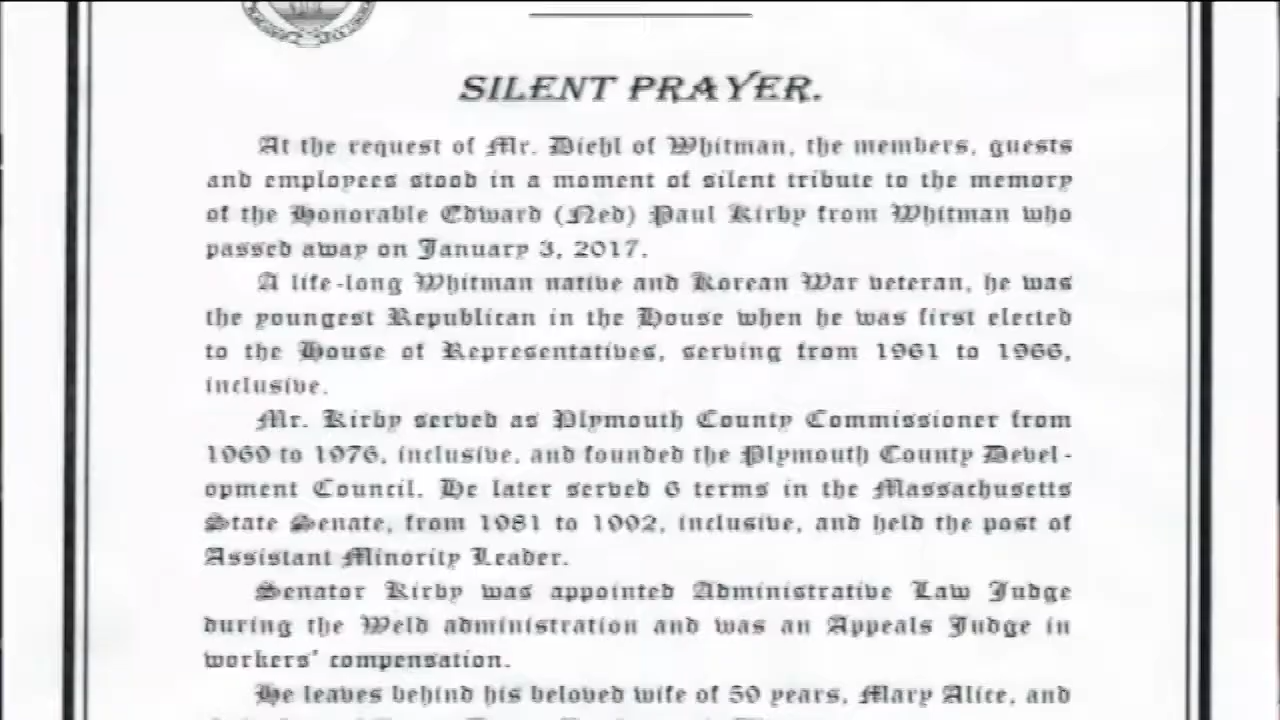 SILENT PRAYER.
At the request of Mr. Diehl of Whitman, the members, guests
and employees stood in a moment of silent tribute to the memory
of the Honorable Edward (Ned) Paul Kirby from Whitman who
passed away on January 3, 2017.
A life-long Whitman native and Korean War veteran, he was
the youngest Republican in the House when he was first elected
to the House of Representatives, serving from 1961 to 1966,
inclusive.
Mr. Kirby served as Plymouth County Commissioner from
1969 to 1976, inclusive, and founded the Plymouth County Devel-
opment Council. He later served 6 terms in the Massachusetts
State Senate, from 1981 to 1992, inclusive, and held the post of
Assistant Minority Leader.
Senator Kirby was appointed Administrative Law Judge
during the Weld administration and was an Appeals Judge in
workers' compensation.
He leaves behind his beloved wife of 59 years, Mary Alice, and